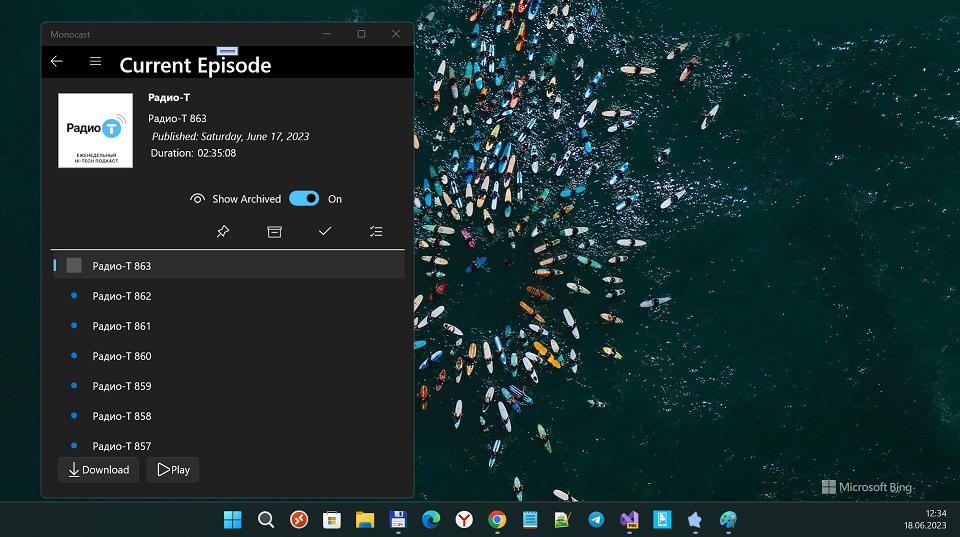 Monocast
Current Episode
Радио-Т
Радио-Т 863
Published: Saturday, June 17, 2023
Duration: 02:35:08
Радио Т
ЕЖЕНЕДЕЛЬНЫЙ
HI-TECH ПОДКАСТ
Show Archived
On
Радио-Т 863
Радио-Т 862
Радио-Т 861
Радио-Т 860
Радио-Т 859
Радио-Т 858
Радио-Т 857
Download
Play
Microsoft Bing
12:34
18.06.2023